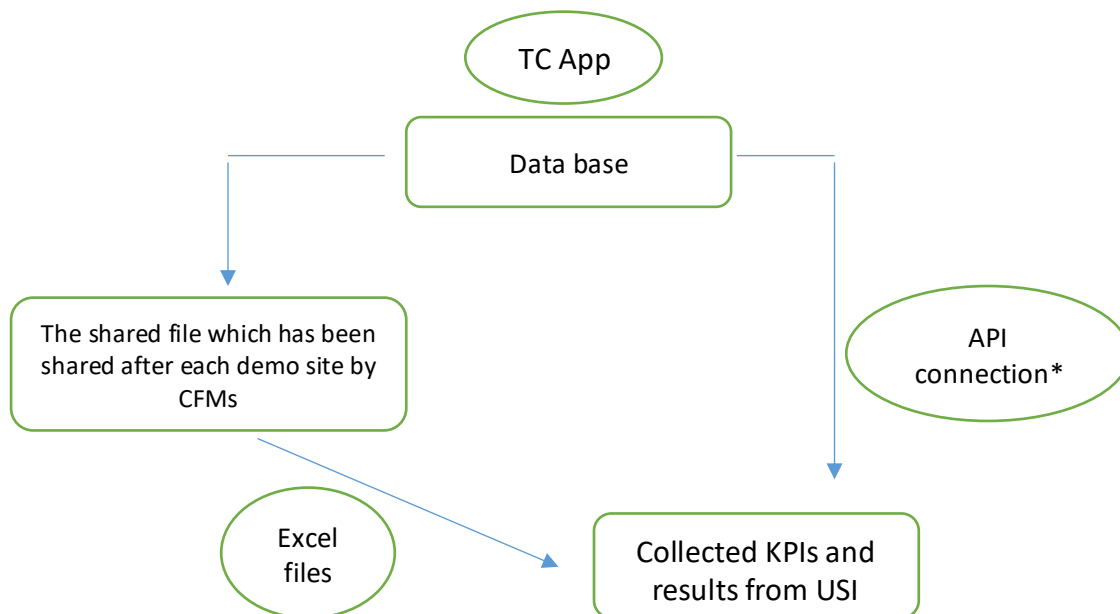 TC App
Data base
The shared file which has been
shared after each demo site by
CFMs
API
connection*
Excel
files
Collected KPIs and
results from USI